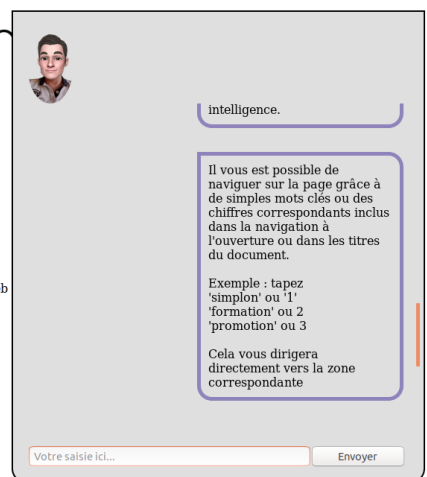 intelligence.
Il vous est possible de
naviguer sur la page grâce à
de simples mots clés ou des
chiffres correspondants inclus
dans la navigation à
l'ouverture ou dans les titres
du document.
Exemple : tapez
'simplon' ou '1'
'formation' ou 2
'promotion' ou 3
Cela vous dirigera
directement vers la zone
correspondante
Votre saisie ici...
Envoyer